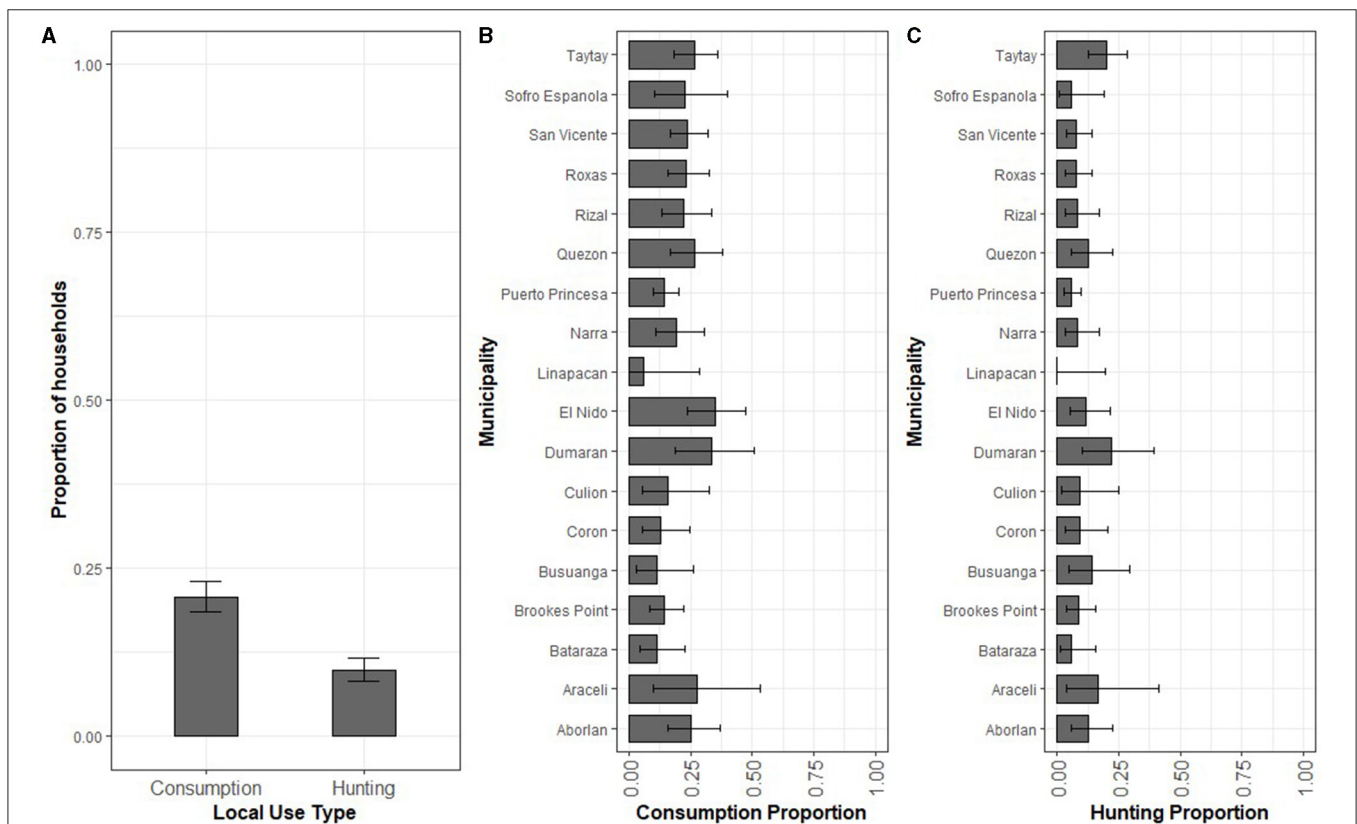 A
1.00
0.75
0.50
0.25
0.00
Proportion of households
Consumption
Hunting
Local Use Type
B
Taytay
Sofro Espanola
San Vicente
Roxas
Rizal
Quezon
Puerto Princesa
Narra
Linapacan
El Nido
Dumaran
Culion
Coron
Busuanga
Brookes Point
Bataraza
Araceli
Aborlan
Municipality
0.00
0.25
0.50
0.75
1.00
Consumption Proportion
C
Taytay
Sofro Espanola
San Vicente
Roxas
Rizal
Quezon
Puerto Princesa
Narra
Linapacan
El Nido
Dumaran
Culion
Coron
Busuanga
Brookes Point
Bataraza
Araceli
Aborlan
Municipality
0.00
0.25
0.50
0.75
1.00
Hunting Proportion